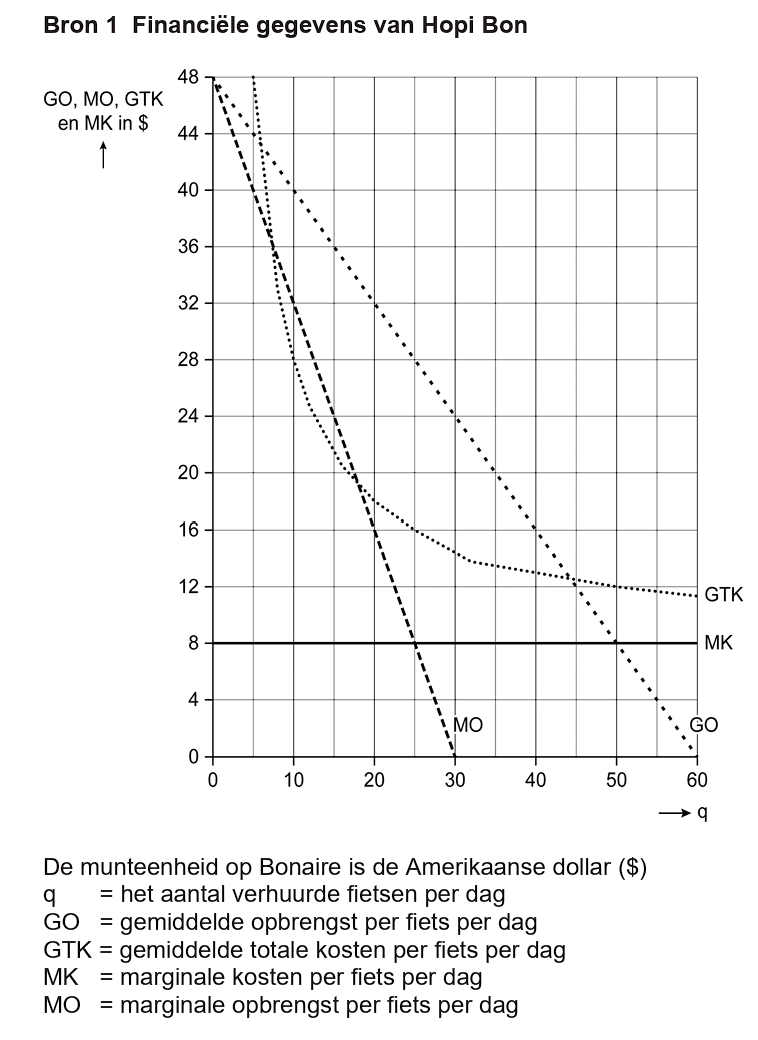 Bron 1 Financiële gegevens van Hopi Bon
GO, MO, GTK
en MK in $
48
44
40
36
32
28
24
20
16
12
8
4
0
GTK
MK
MO
GO
0 10 20 30 40 50 60
q
De munteenheid op Bonaire is de Amerikaanse dollar ($)
q = het aantal verhuurde fietsen per dag
GO = gemiddelde opbrengst per fiets per dag
GTK = gemiddelde totale kosten per fiets per dag
MK = marginale kosten per fiets per dag
MO = marginale opbrengst per fiets per dag